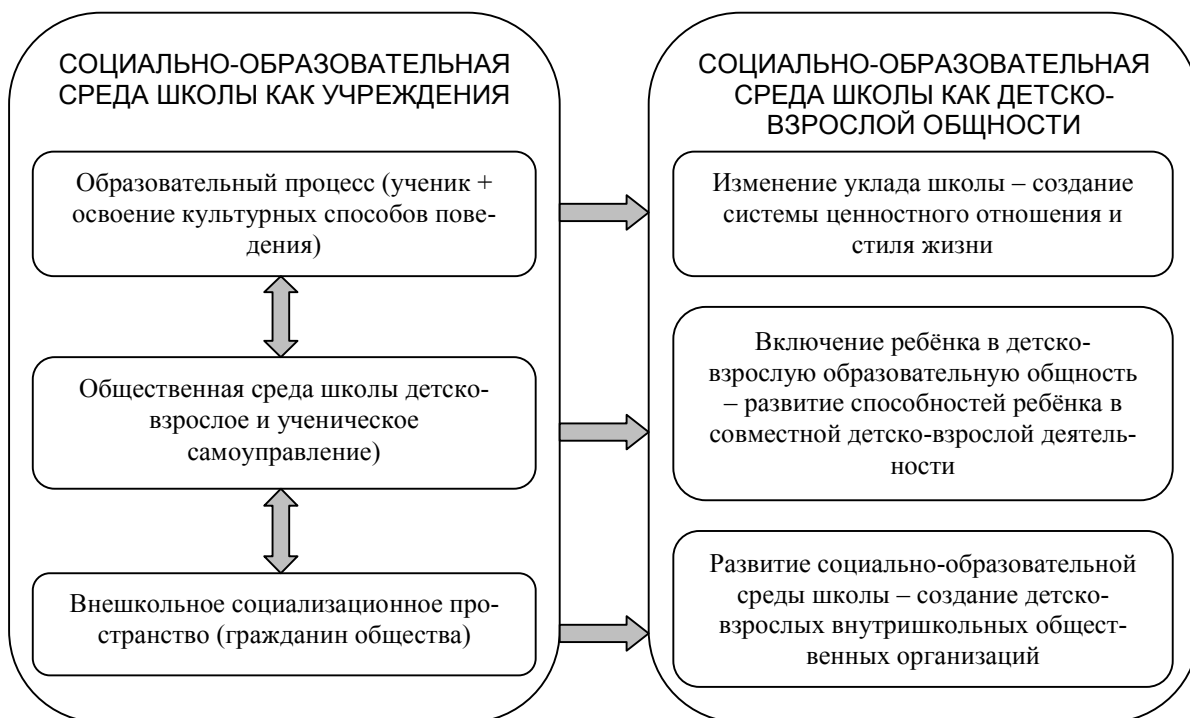 СОЦИАЛЬНО-ОБРАЗОВАТЕЛЬНАЯ
СРЕДА ШКОЛЫ КАК УЧРЕЖДЕНИЯ
Образовательный процесс (ученик +
освоение культурных способов пове-
дения)
Общественная среда школы детско-
взрослое и ученическое
самоуправление)
Внешкольное социализационное про-
странство (гражданин общества)
СОЦИАЛЬНО-ОБРАЗОВАТЕЛЬНАЯ
СРЕДА ШКОЛЫ КАК ДЕТСКО-
ВЗРОСЛОЙ ОБЩНОСТИ
Изменение уклада школы – создание
системы ценностного отношения и
стиля жизни
Включение ребёнка в детско-
взрослую образовательную общность
– развитие способностей ребёнка в
совместной детско-взрослой деятель-
ности
Развитие социально-образовательной
среды школы – создание детско-
взрослых внутришкольных общест-
венных организаций